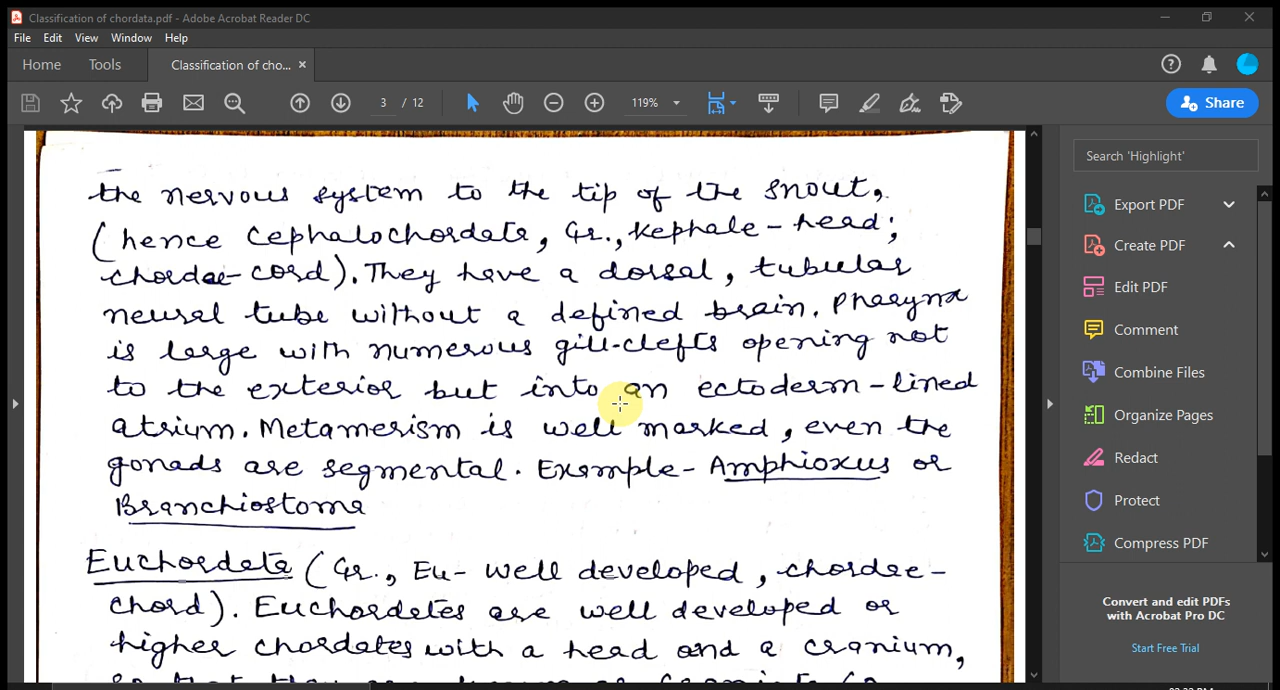 Classification of chordata.pdf - Adobe Acrobat Reader DC
File Edit View Window Help
Home Tools Classification of cho... ×
3 / 12 119% Share
the nervous system to the tip of the snout,
(hence Cephalochordata, Gr., Kephale-head;
chordae-cord). They have a dorsal, tubular
neural tube without a defined brain. Pharynx
is large with numerous gill-clefts opening not
to the exterior but into an ectoderm-lined
atrium. Metamerism is well marked, even the
gonads are segmental. Example- Amphioxus or
Branchiostoma
Euchordata (Gr., Eu- well developed, chordae-
chord). Euchordates are well developed or
higher chordates with a head and a cranium,
Search 'Highlight'
Export PDF
Create PDF
Edit PDF
Comment
Combine Files
Organize Pages
Redact
Protect
Compress PDF
Convert and edit PDFs
with Acrobat Pro DC
Start Free Trial